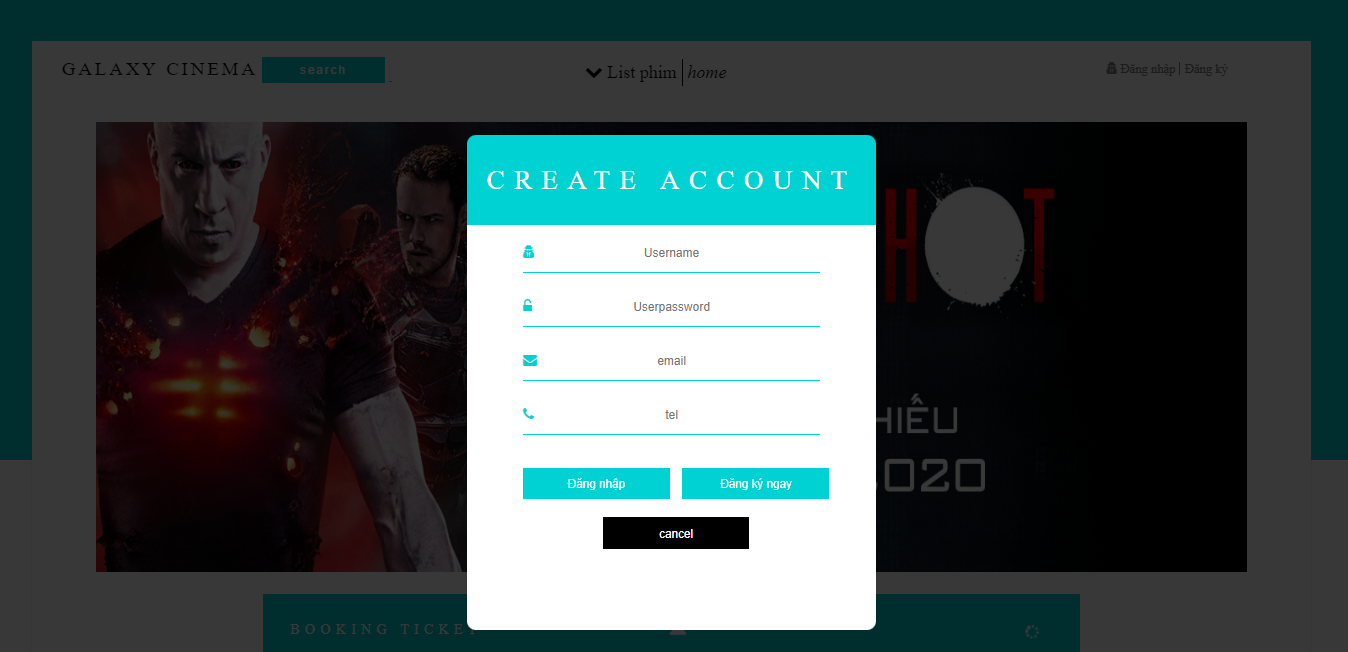 GALAXY CINEMA search List phim home Đăng nhập Đăng ký
CREATE ACCOUNT
HOT
Username
Userpassword
email
tel
HIẾU
2020
Đăng nhập Đăng ký ngay
cancel
BOOKING TICKET